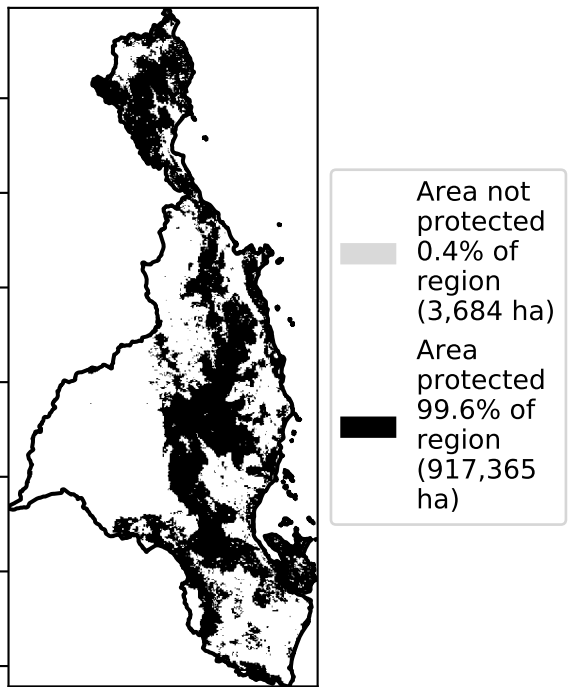 Area not
protected
0.4% of
region
(3,684 ha)
Area
protected
99.6% of
region
(917,365
ha)